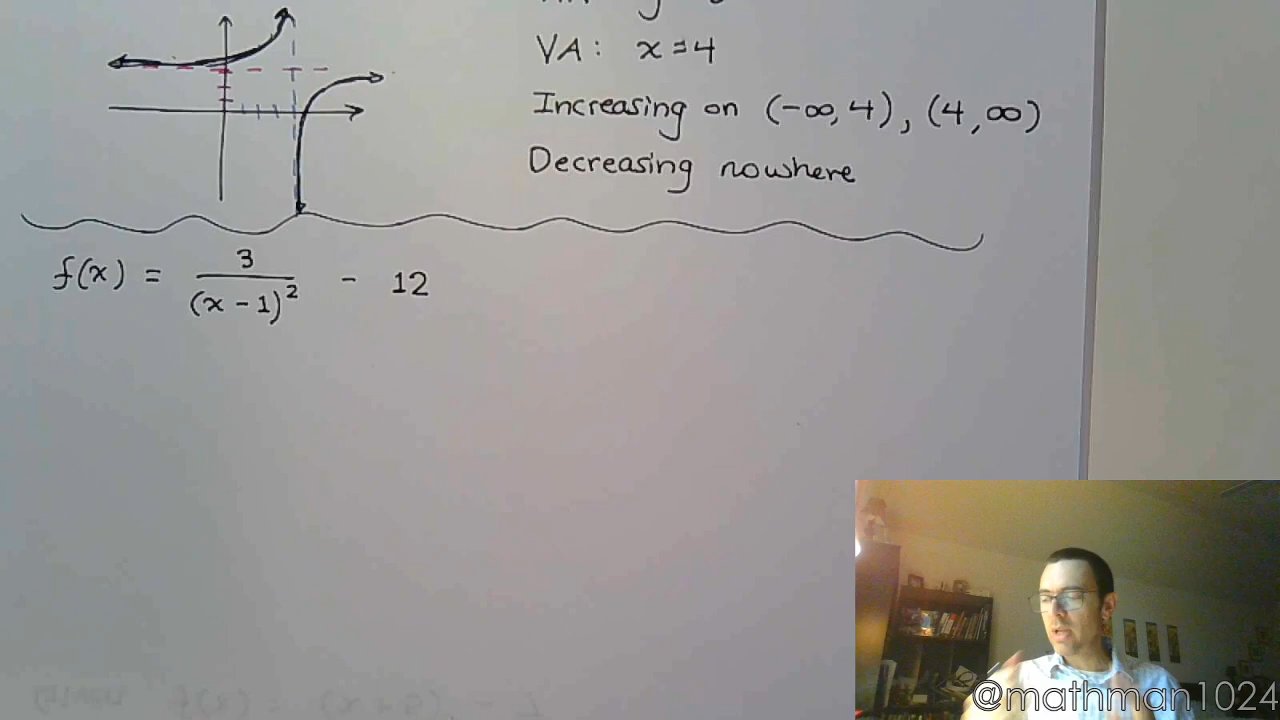 VA: x = 4
Increasing on (-∞, 4), (4, ∞)
Decreasing nowhere
f(x) = 3/(x - 1)² - 12
@mathman1024